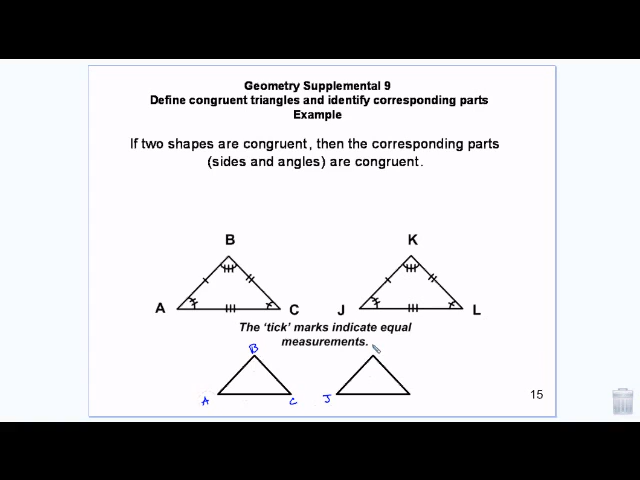 Geometry Supplemental 9
Define congruent triangles and identify corresponding parts
Example
If two shapes are congruent, then the corresponding parts
(sides and angles) are congruent.
B
K
A
C
J
L
The 'tick' marks indicate equal
measurements.
B
A
C
J
15